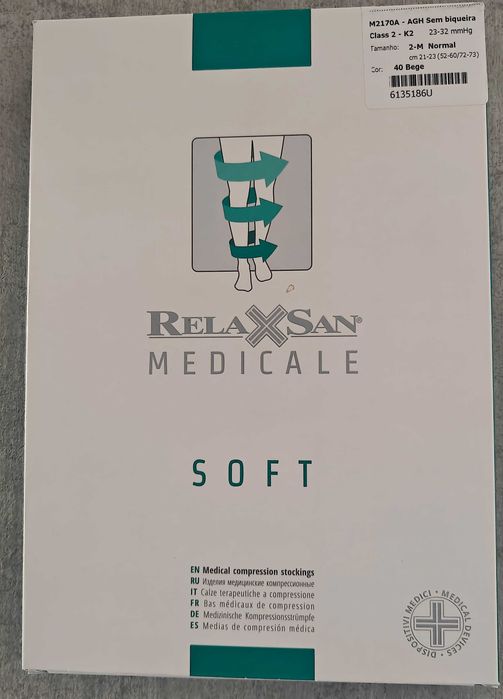 M2170A - AGH Sem biqueira
Class 2 - K2 23-32 mmHg
Tamanho: 2-M Normal
cm 21-23 (52-60/72-73)
Cor: 40 Bege
6135186U
RELAXSAN®
MEDICALE
SOFT
EN Medical compression stockings
RU Изделия медицинские компрессионные
IT Calze terapeutiche a compressione
FR Bas médicaux de compression
DE Medizinische Kompressionsstrümpfe
ES Medias de compresión médica
DISPOSITIVI MEDICI • MEDICAL DEVICES •